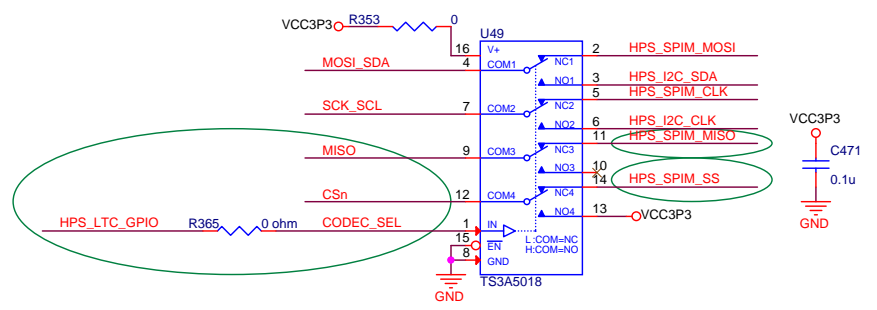 VCC3P3 R353 0
U49
16 V+ 2 HPS_SPIM_MOSI
MOSI_SDA 4 COM1 NC1
NO1 3 HPS_I2C_SDA
5 HPS_SPIM_CLK
SCK_SCL 7 COM2 NC2
NO2 6 HPS_I2C_CLK
VCC3P3
11 HPS_SPIM_MISO
MISO 9 COM3 NC3
C471
NO3 10
14 HPS_SPIM_SS
0.1u
CSn 12 COM4 NC4
NO4 13 VCC3P3
HPS_LTC_GPIO R365 0 ohm CODEC_SEL 1 IN
GND
15 EN L:COM=NC
H:COM=NO
8 GND
TS3A5018
GND